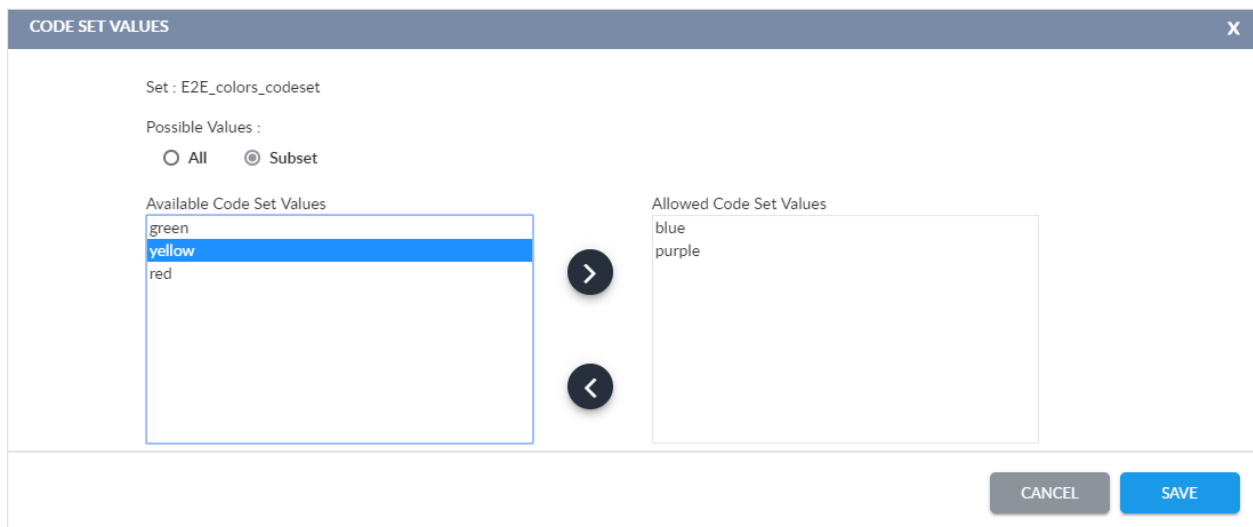 CODE SET VALUES X
Set : E2E_colors_codeset
Possible Values :
All Subset
Available Code Set Values
green
yellow
red
Allowed Code Set Values
blue
purple
CANCEL SAVE